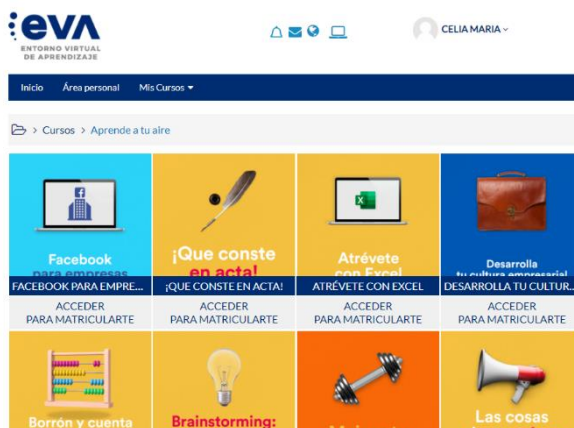 eVA
ENTORNO VIRTUAL
DE APRENDIZAJE
CELIA MARIA
Inicio Área personal Mis Cursos
> Cursos > Aprende a tu aire
Facebook
para empresas
FACEBOOK PARA EMPRE...
ACCEDER
PARA MATRICULARTE
¡Que conste
en acta!
¡QUE CONSTE EN ACTA!
ACCEDER
PARA MATRICULARTE
Atrévete
con Excel
ATRÉVETE CON EXCEL
ACCEDER
PARA MATRICULARTE
Desarrolla
tu cultura empresarial
DESARROLLA TU CULTUR...
ACCEDER
PARA MATRICULARTE
Borrón y cuenta
Brainstorming:
Las cosas